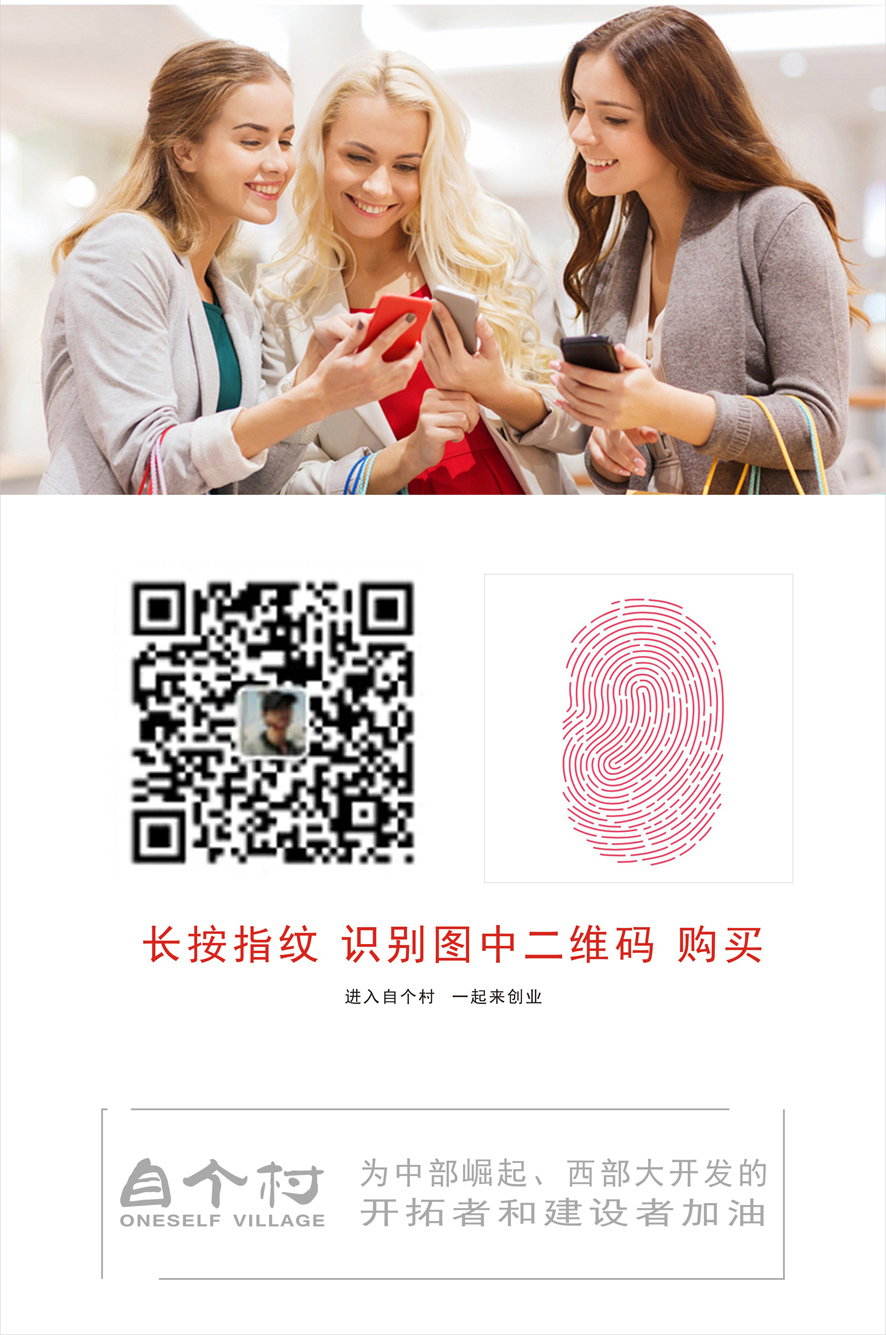 长按指纹 识别图中二维码 购买
进入自个村 一起来创业
自个村
ONESELF VILLAGE
为中部崛起、西部大开发的
开拓者和建设者加油